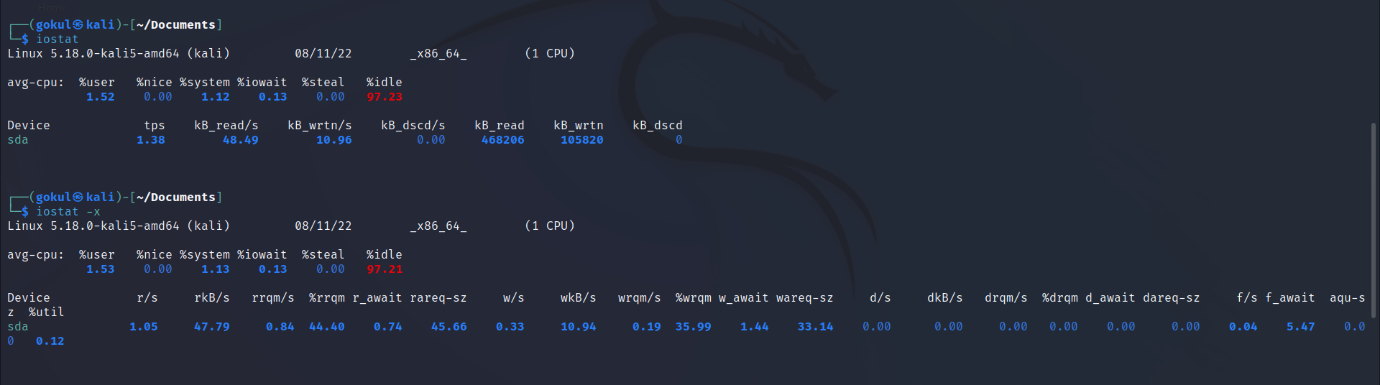 ┌──(gokul㉿kali)-[~/Documents]
└─$ iostat
Linux 5.18.0-kali5-amd64 (kali)         08/11/22        _x86_64_        (1 CPU)
avg-cpu:  %user   %nice %system %iowait  %steal   %idle
           1.52    0.00    1.12    0.13    0.00   97.23
Device             tps    kB_read/s    kB_wrtn/s    kB_dscd/s    kB_read    kB_wrtn    kB_dscd
sda               1.38        48.49        10.96         0.00     468206     105820          0
┌──(gokul㉿kali)-[~/Documents]
└─$ iostat -x
Linux 5.18.0-kali5-amd64 (kali)         08/11/22        _x86_64_        (1 CPU)
avg-cpu:  %user   %nice %system %iowait  %steal   %idle
           1.53    0.00    1.13    0.13    0.00   97.21
Device            r/s     rkB/s   rrqm/s  %rrqm r_await rareq-sz     w/s     wkB/s   wrqm/s  %wrqm w_await wareq-sz     d/s     dkB/s   drqm/s  %drqm d_await dareq-sz     f/s f_await  aqu-s
z  %util
sda              1.05     47.79     0.84  44.40    0.74    45.66    0.33     10.94     0.19  35.99    1.44    33.14    0.00      0.00     0.00   0.00    0.00     0.00    0.04    5.47    0.0
0   0.12